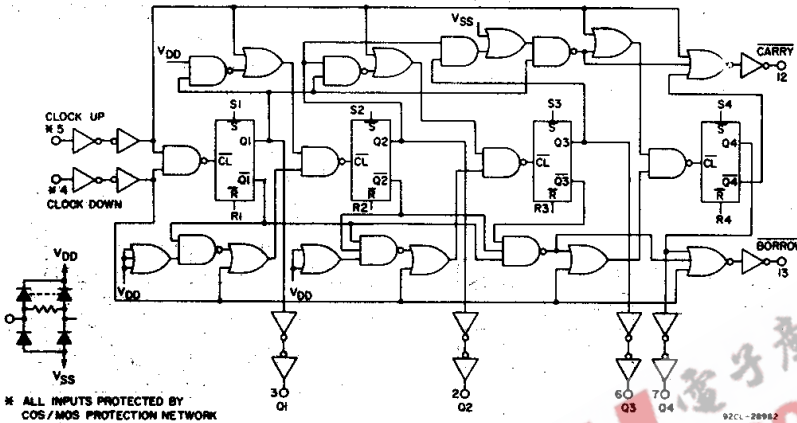 VSS
VDD
CARRY
12
S1
S2
S3
S4
CLOCK UP
* 5
S
Q1
CL
Q1
R
R1
S
Q2
CL
Q2
R
R2
S
Q3
CL
Q3
R
R3
S
Q4
CL
Q4
R
R4
* 4
CLOCK DOWN
BORROW
13
VDD
VDD
VDD
VSS
3 Q1
2 Q2
6 Q3
7 Q4
* ALL INPUTS PROTECTED BY
COS/MOS PROTECTION NETWORK
92CL-28982
電子